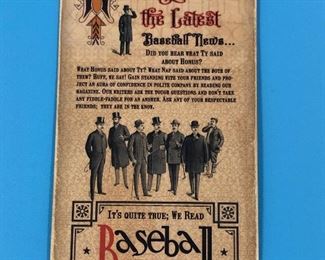 the Latest
Baseball News...
Did you hear what Ty said
about Honus?
What Honus said about Ty? What Nap said about the both of
them? Huff, we say! Gain standing with your friends and pro-
ject an aura of confidence in polite company by reading our
magazine. Our writers ask the tough questions and don't take
any fiddle-faddle for an answer. Ask any of your respectable
friends; they are in the know.
It's quite true; We Read
Baseball